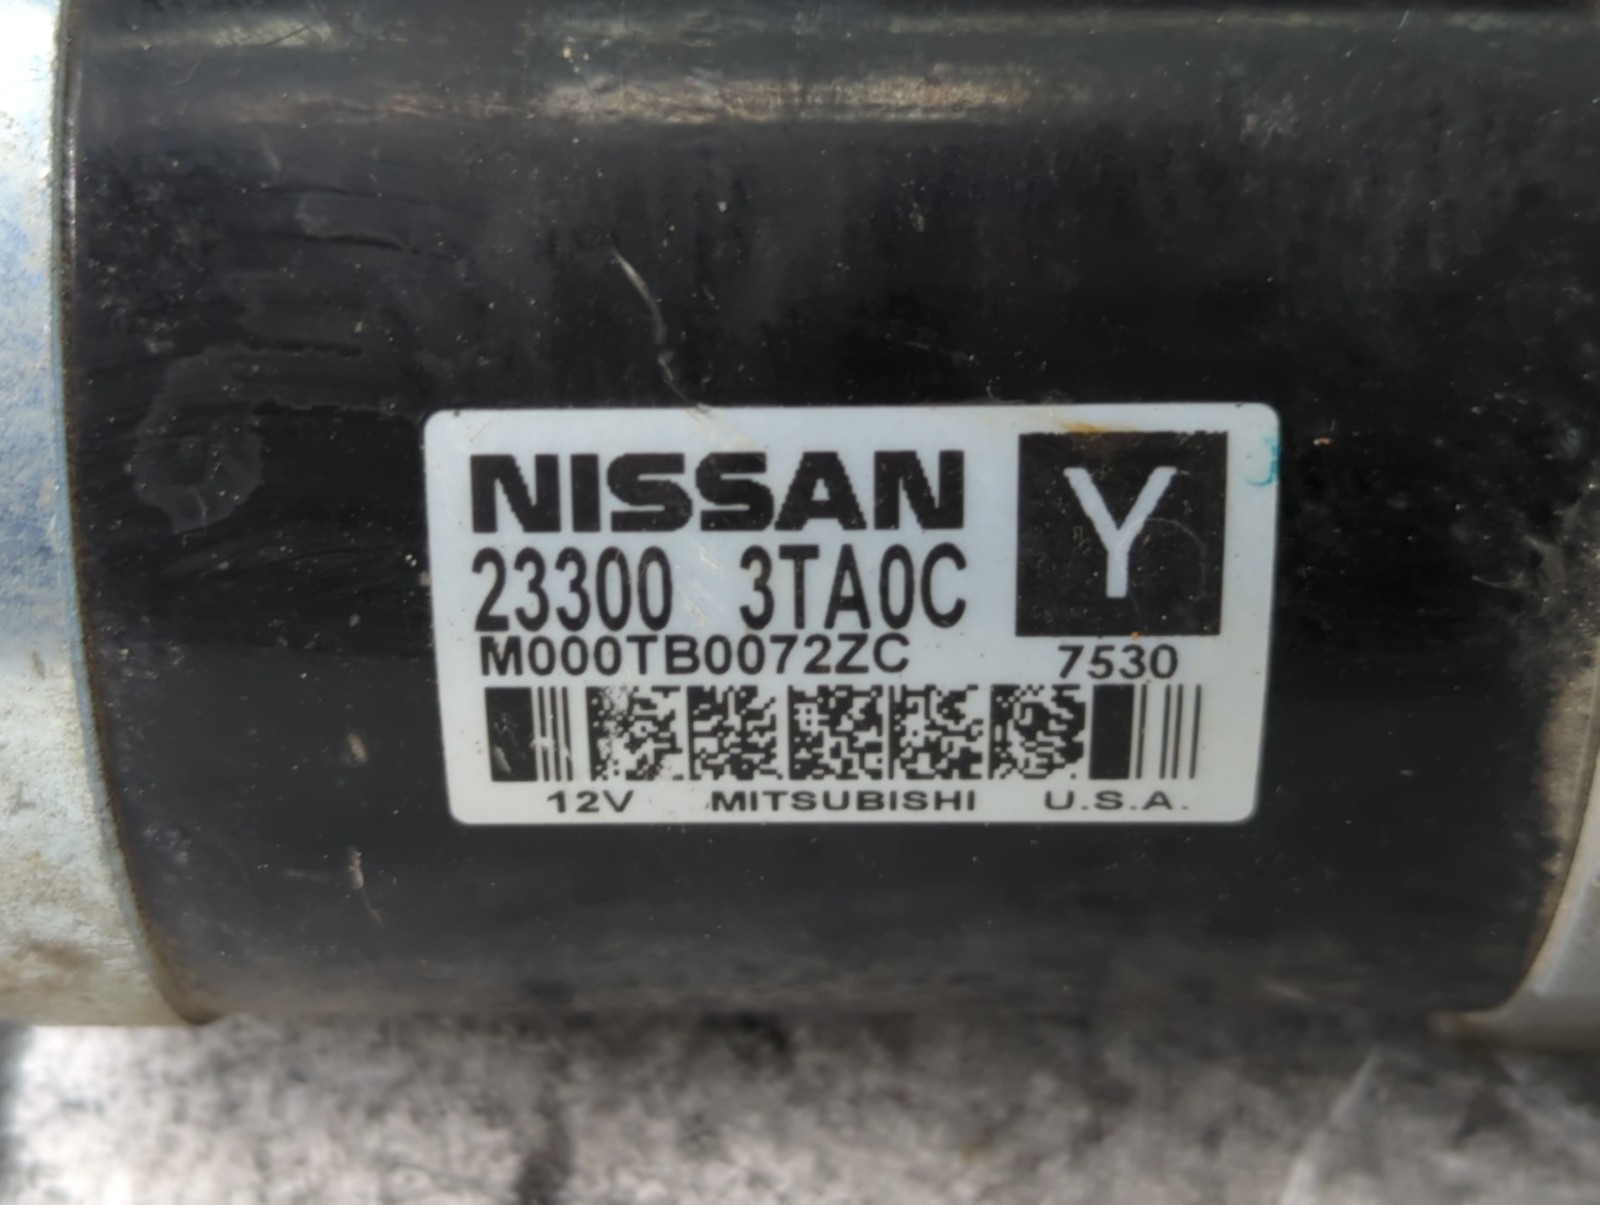 NISSAN
Y
23300 3TA0C
M000TB0072ZC
7530
12V MITSUBISHI U.S.A.